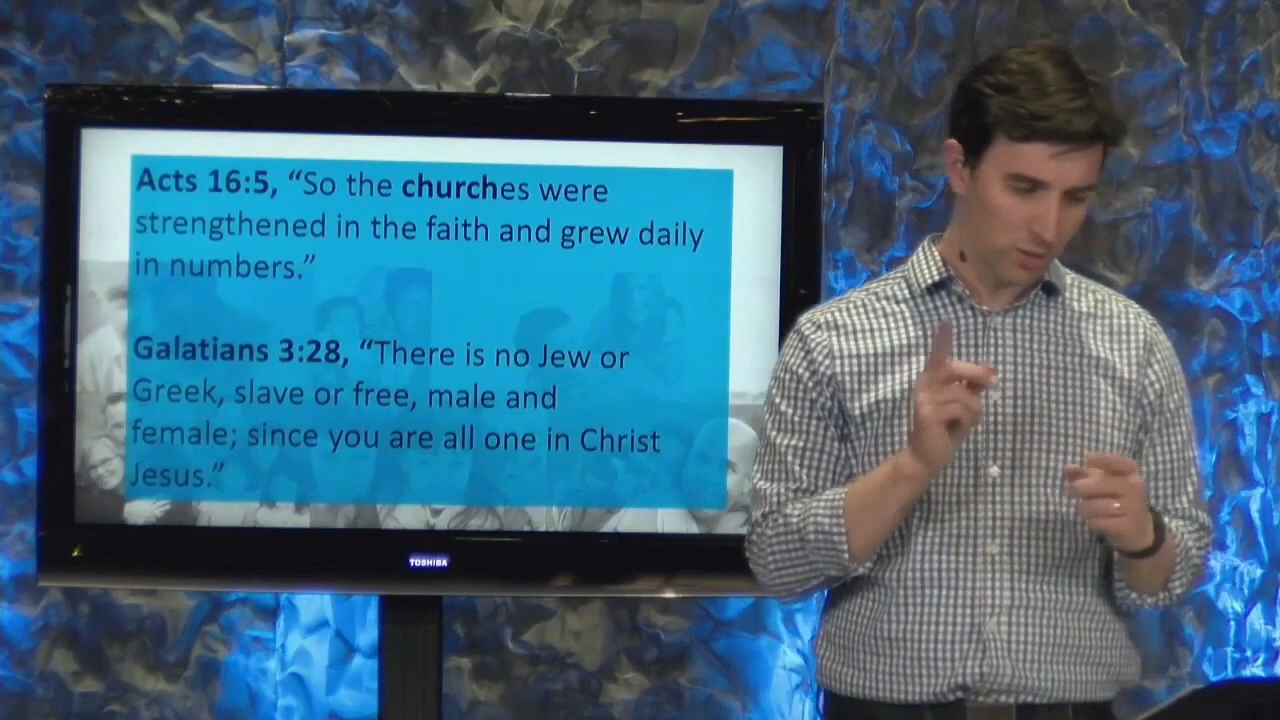 Acts 16:5, “So the churches were
strengthened in the faith and grew daily
in numbers.”
Galatians 3:28, “There is no Jew or
Greek, slave or free, male and
female; since you are all one in Christ
Jesus.”
TOSHIBA